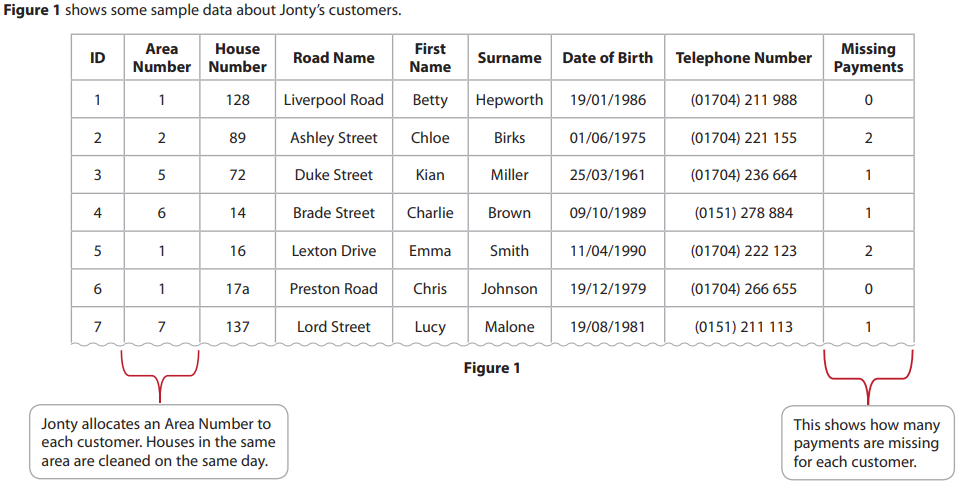 Figure 1 shows some sample data about Jonty's customers.
ID Area Number House Number Road Name First Name Surname Date of Birth Telephone Number Missing Payments
1 1 128 Liverpool Road Betty Hepworth 19/01/1986 (01704) 211 988 0
2 2 89 Ashley Street Chloe Birks 01/06/1975 (01704) 221 155 2
3 5 72 Duke Street Kian Miller 25/03/1961 (01704) 236 664 1
4 6 14 Brade Street Charlie Brown 09/10/1989 (0151) 278 884 1
5 1 16 Lexton Drive Emma Smith 11/04/1990 (01704) 222 123 2
6 1 17a Preston Road Chris Johnson 19/12/1979 (01704) 266 655 0
7 7 137 Lord Street Lucy Malone 19/08/1981 (0151) 211 113 1
Figure 1
Jonty allocates an Area Number to
each customer. Houses in the same
area are cleaned on the same day.
This shows how many
payments are missing
for each customer.